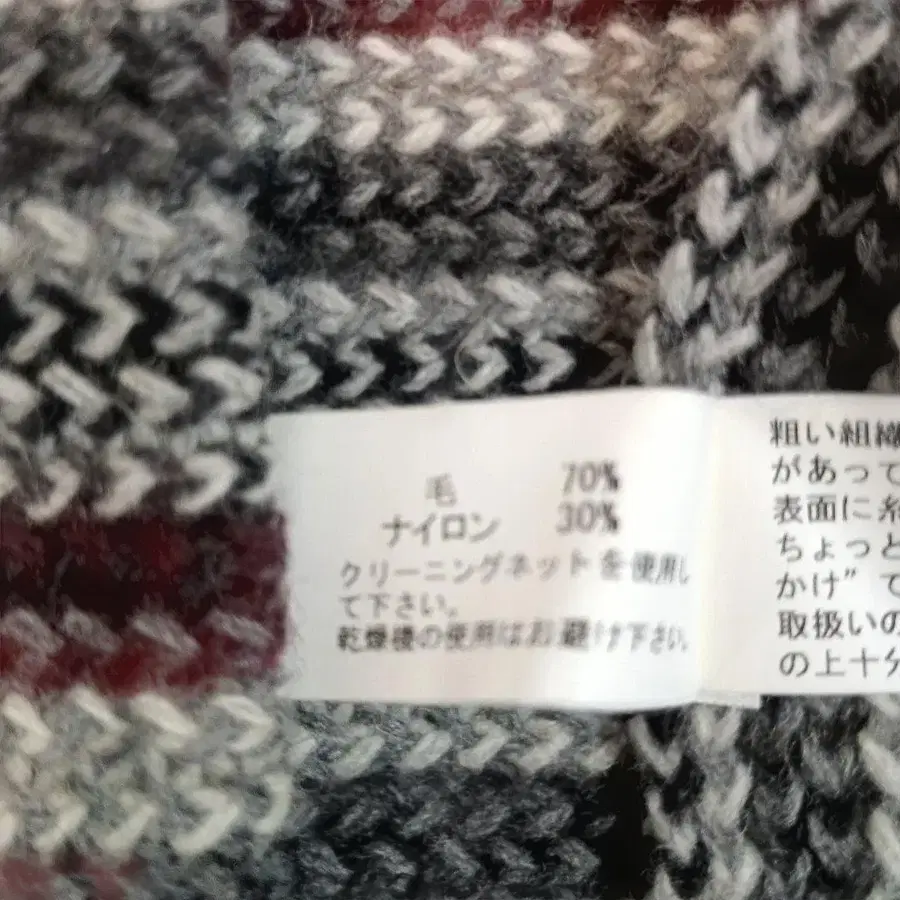 毛 70%
ナイロン 30%
クリーニングネットを使用し
て下さい。
乾燥後の使用はお避け下さい。
粗い組織
があって
表面に糸
ちょっと
かけ”て
取扱いの
の上十分